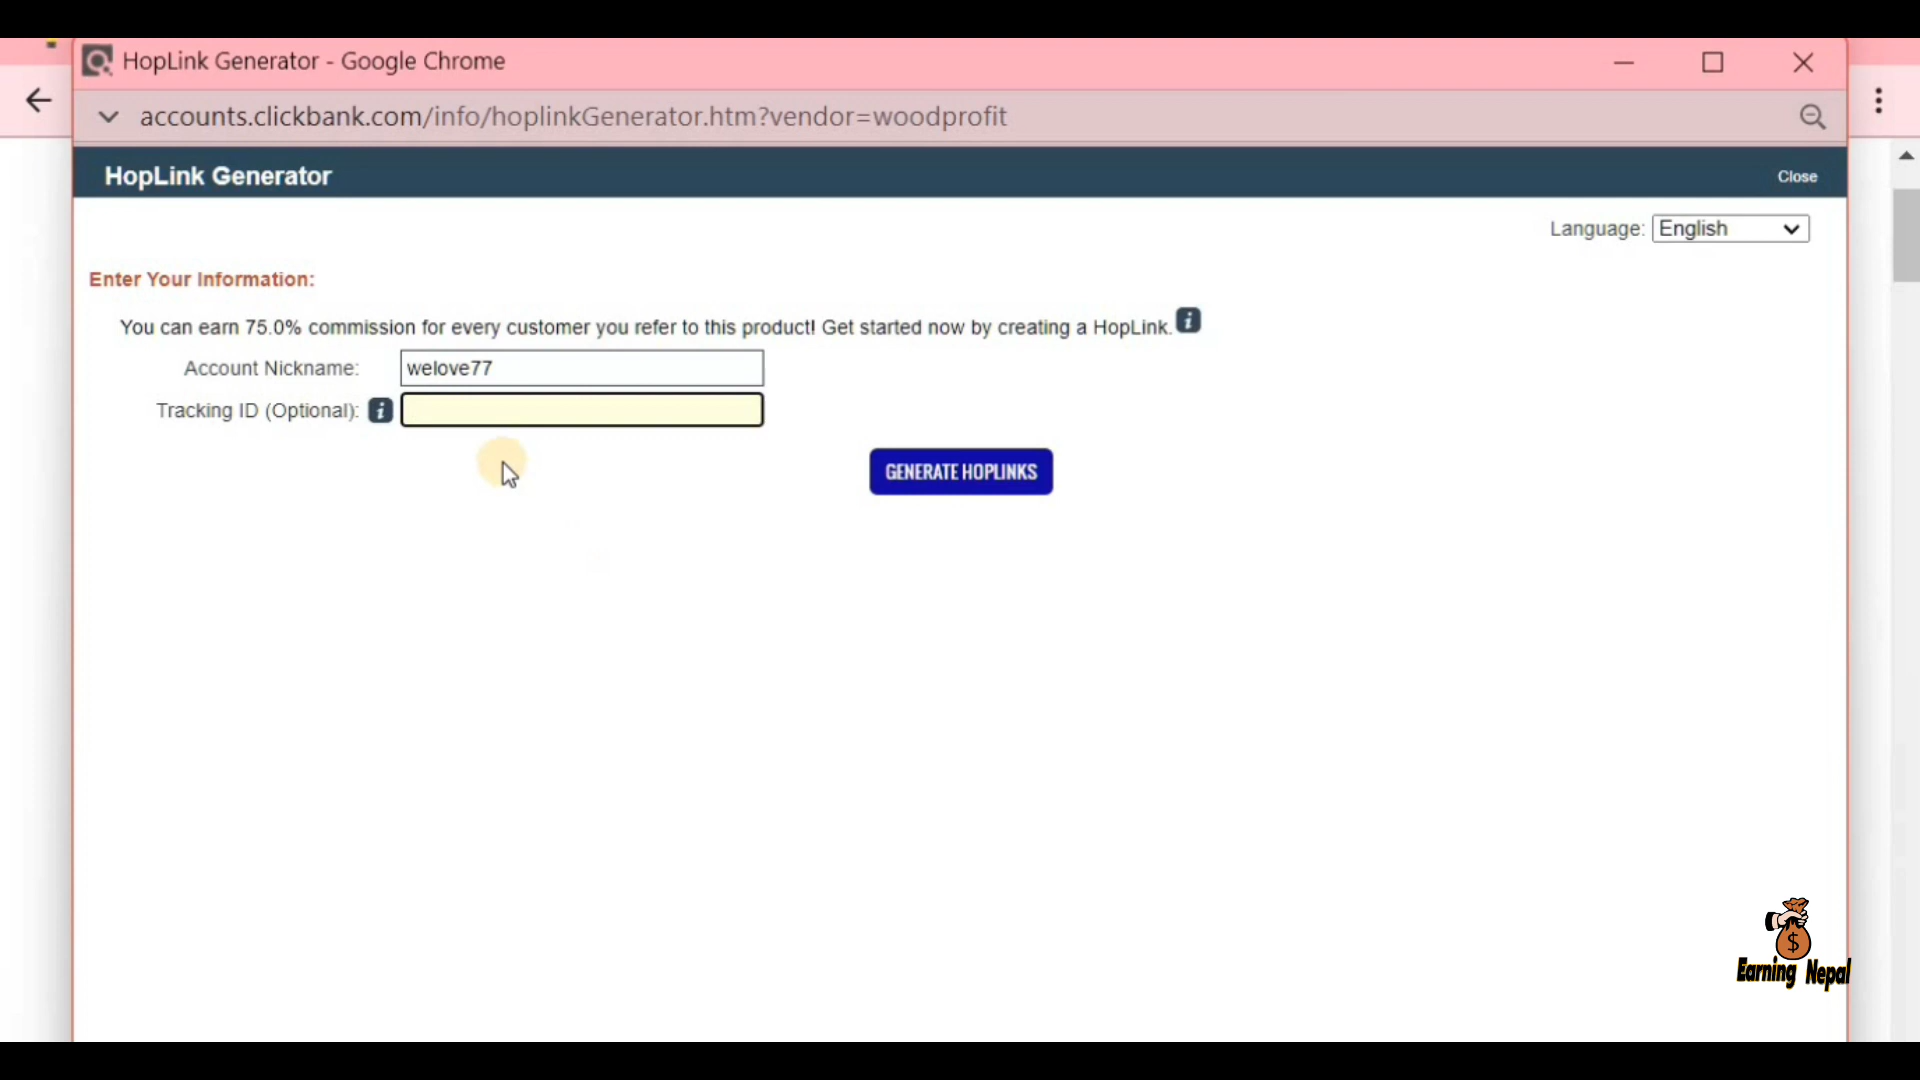 HopLink Generator - Google Chrome
accounts.clickbank.com/info/hoplinkGenerator.htm?vendor=woodprofit
HopLink Generator
Close
Language: English
Enter Your Information:
You can earn 75.0% commission for every customer you refer to this product! Get started now by creating a HopLink. i
Account Nickname: welove77
Tracking ID (Optional): i
GENERATE HOPLINKS
$
Earning Nepal